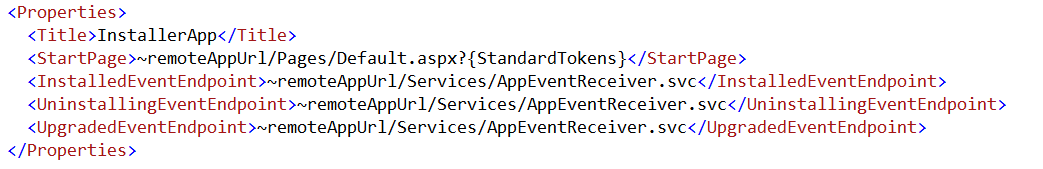 <Properties>
<Title>InstallerApp</Title>
<StartPage>~remoteAppUrl/Pages/Default.aspx?{StandardTokens}</StartPage>
<InstalledEventEndpoint>~remoteAppUrl/Services/AppEventReceiver.svc</InstalledEventEndpoint>
<UninstallingEventEndpoint>~remoteAppUrl/Services/AppEventReceiver.svc</UninstallingEventEndpoint>
<UpgradedEventEndpoint>~remoteAppUrl/Services/AppEventReceiver.svc</UpgradedEventEndpoint>
</Properties>